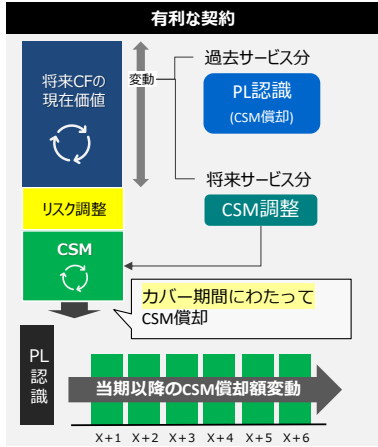 有利な契約
将来CFの
現在価値
変動
過去サービス分
PL認識
(CSM償却)
将来サービス分
CSM調整
リスク調整
CSM
カバー期間にわたって
CSM償却
PL
認
識
当期以降のCSM償却額変動
X+1 X+2 X+3 X+4 X+5 X+6